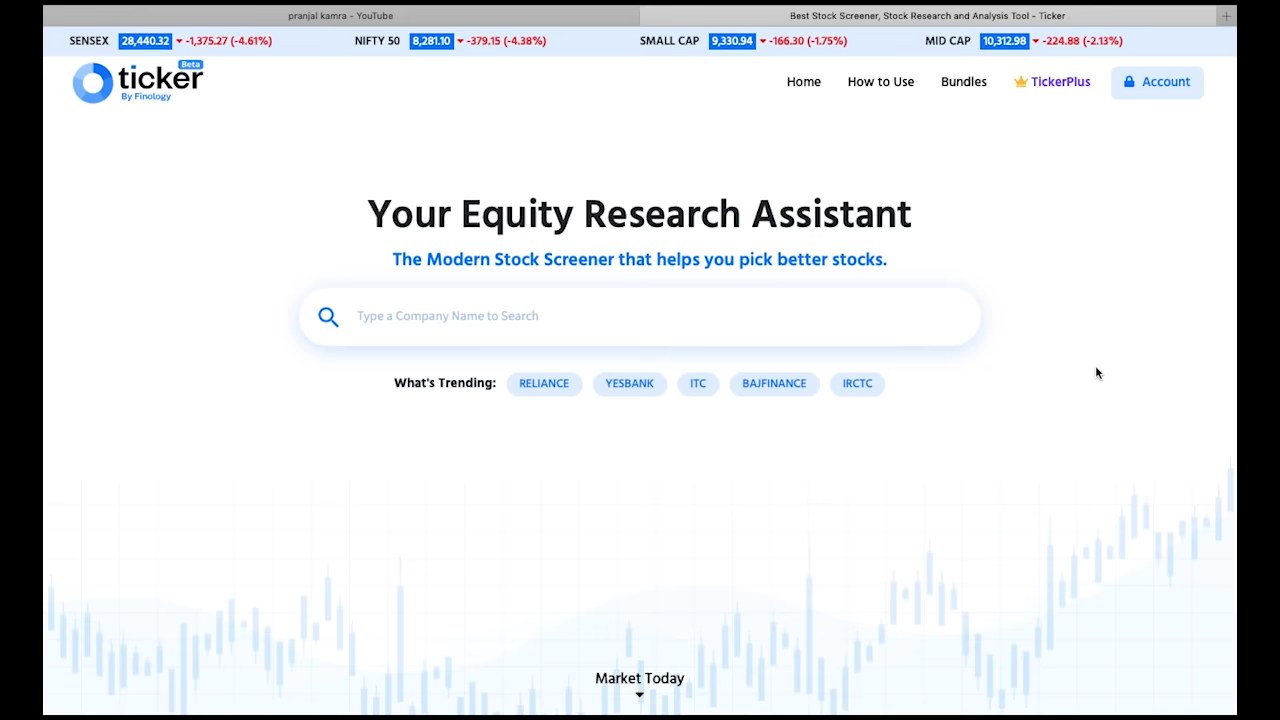 pranjal kamra - YouTube
Best Stock Screener, Stock Research and Analysis Tool - Ticker
SENSEX 28,440.32 -1,375.27 (-4.61%) NIFTY 50 8,281.10 -379.15 (-4.38%) SMALL CAP 9,330.94 -166.30 (-1.75%) MID CAP 10,312.98 -224.88 (-2.13%)
Beta
ticker
By Finology
Home How to Use Bundles TickerPlus Account
Your Equity Research Assistant
The Modern Stock Screener that helps you pick better stocks.
Type a Company Name to Search
What's Trending: RELIANCE YESBANK ITC BAJFINANCE IRCTC
Market Today